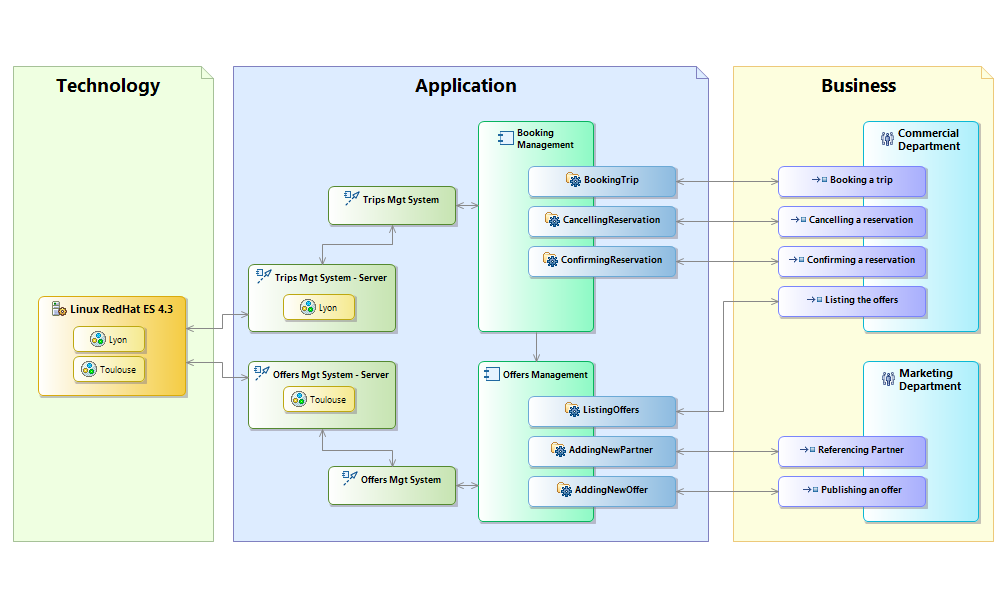 Technology
Linux RedHat ES 4.3
Lyon
Toulouse
Application
Booking
Management
BookingTrip
CancellingReservation
ConfirmingReservation
Trips Mgt System
Trips Mgt System - Server
Lyon
Offers Mgt System - Server
Toulouse
Offers Mgt System
Offers Management
ListingOffers
AddingNewPartner
AddingNewOffer
Business
Commercial
Department
Booking a trip
Cancelling a reservation
Confirming a reservation
Listing the offers
Marketing
Department
Referencing Partner
Publishing an offer